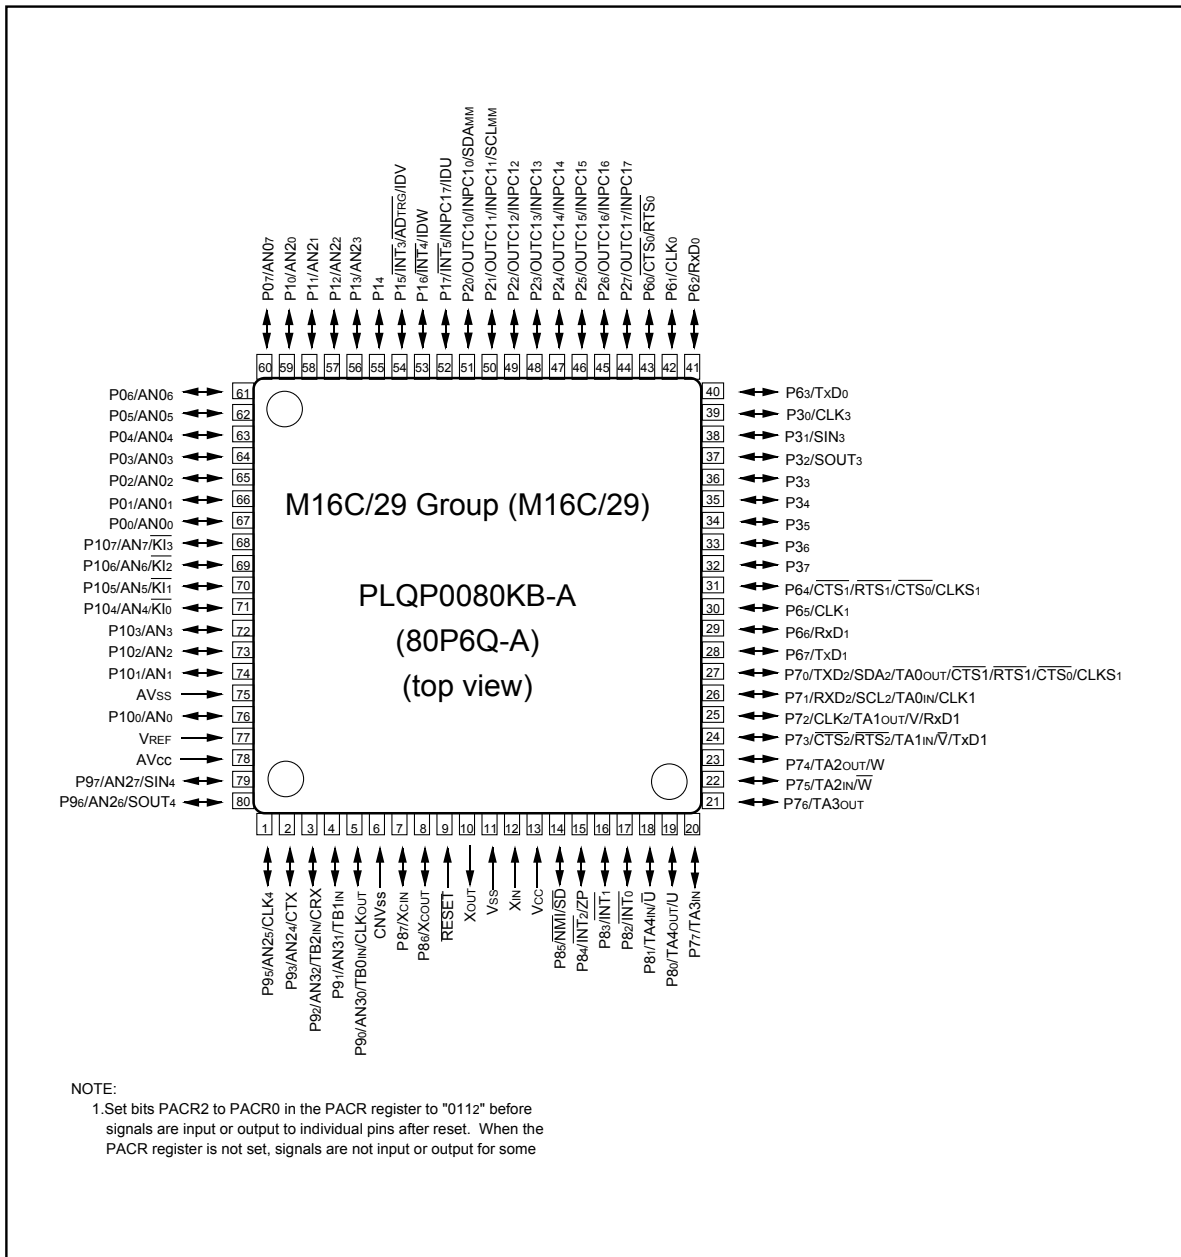 P07/AN07
P10/AN20
P11/AN21
P12/AN22
P13/AN23
P14
P15/INT3/ADTRG/IDV
P16/INT4/IDW
P17/INT5/INPC17/IDU
P20/OUTC10/INPC10/SDAMM
P21/OUTC11/INPC11/SCLMM
P22/OUTC12/INPC12
P23/OUTC13/INPC13
P24/OUTC14/INPC14
P25/OUTC15/INPC15
P26/OUTC16/INPC16
P27/OUTC17/INPC17
P60/CTS0/RTS0
P61/CLK0
P62/RxD0
60 59 58 57 56 55 54 53 52 51 50 49 48 47 46 45 44 43 42 41
P06/AN06 61
P05/AN05 62
P04/AN04 63
P03/AN03 64
P02/AN02 65
P01/AN01 66
P00/AN00 67
P107/AN7/KI3 68
P106/AN6/KI2 69
P105/AN5/KI1 70
P104/AN4/KI0 71
P103/AN3 72
P102/AN2 73
P101/AN1 74
AVSS 75
P100/AN0 76
VREF 77
AVCC 78
P97/AN27/SIN4 79
P96/AN26/SOUT4 80
M16C/29 Group (M16C/29)
PLQP0080KB-A
(80P6Q-A)
(top view)
40 P63/TxD0
39 P30/CLK3
38 P31/SIN3
37 P32/SOUT3
36 P33
35 P34
34 P35
33 P36
32 P37
31 P64/CTS1/RTS1/CTS0/CLKS1
30 P65/CLK1
29 P66/RxD1
28 P67/TxD1
27 P70/TXD2/SDA2/TA0OUT/CTS1/RTS1/CTS0/CLKS1
26 P71/RXD2/SCL2/TA0IN/CLK1
25 P72/CLK2/TA1OUT/V/RxD1
24 P73/CTS2/RTS2/TA1IN/V/TxD1
23 P74/TA2OUT/W
22 P75/TA2IN/W
21 P76/TA3OUT
1 2 3 4 5 6 7 8 9 10 11 12 13 14 15 16 17 18 19 20
P95/AN25/CLK4
P93/AN24/CTX
P92/AN32/TB2IN/CRX
P91/AN31/TB1IN
P90/AN30/TB0IN/CLKOUT
CNVss
P87/XCIN
P86/XCOUT
RESET
XOUT
VSS
XIN
VCC
P85/NMI/SD
P84/INT2/ZP
P83/INT1
P82/INT0
P81/TA4IN/U
P80/TA4OUT/U
P77/TA3IN
NOTE:
1.Set bits PACR2 to PACR0 in the PACR register to "0112" before
signals are input or output to individual pins after reset. When the
PACR register is not set, signals are not input or output for some